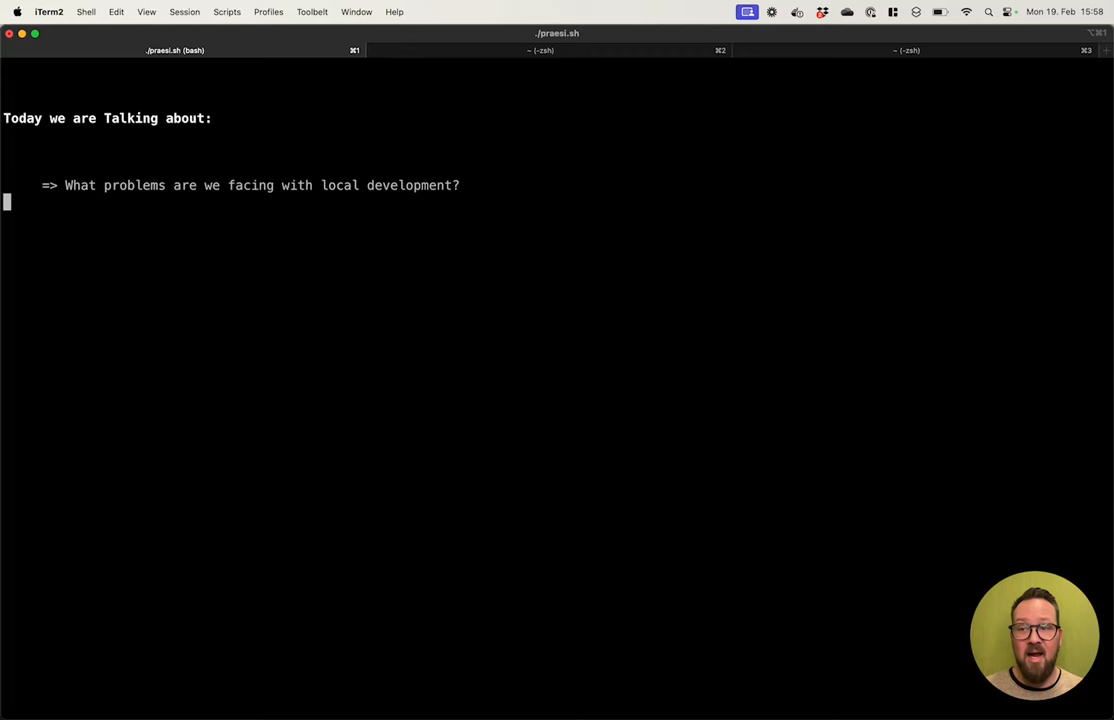 iTerm2 Shell Edit View Session Scripts Profiles Toolbelt Window Help Mon 19. Feb 15:58
./praesi.sh ⌥⌘1
./praesi.sh (bash) ⌘1 ~ (-zsh) ⌘2 ~ (-zsh) ⌘3 +
Today we are Talking about:
=> What problems are we facing with local development?